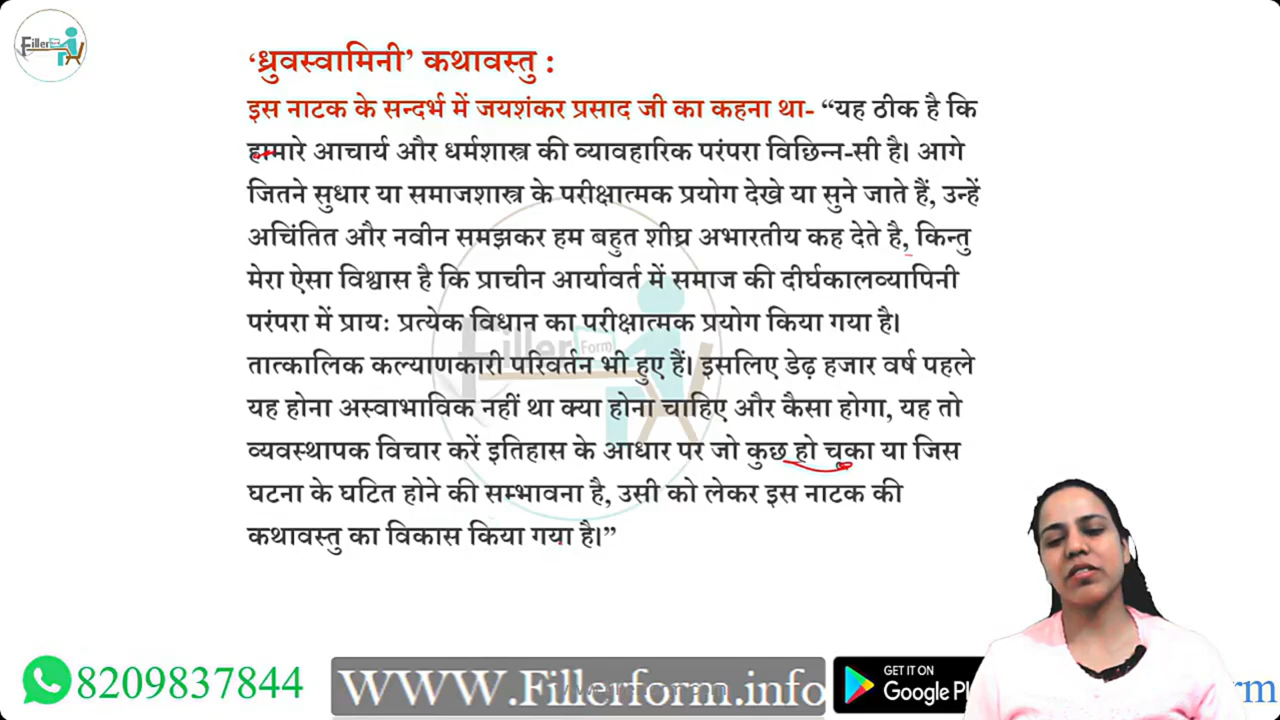 Filler Form
‘ध्रुवस्वामिनी’ कथावस्तु :
इस नाटक के सन्दर्भ में जयशंकर प्रसाद जी का कहना था- “यह ठीक है कि
हमारे आचार्य और धर्मशास्त्र की व्यावहारिक परंपरा विछिन्न-सी है। आगे
जितने सुधार या समाजशास्त्र के परीक्षात्मक प्रयोग देखे या सुने जाते हैं, उन्हें
अचिंतित और नवीन समझकर हम बहुत शीघ्र अभारतीय कह देते है, किन्तु
मेरा ऐसा विश्वास है कि प्राचीन आर्यावर्त में समाज की दीर्घकालव्यापिनी
परंपरा में प्रायः प्रत्येक विधान का परीक्षात्मक प्रयोग किया गया है।
तात्कालिक कल्याणकारी परिवर्तन भी हुए हैं। इसलिए डेढ़ हजार वर्ष पहले
यह होना अस्वाभाविक नहीं था क्या होना चाहिए और कैसा होगा, यह तो
व्यवस्थापक विचार करें इतिहास के आधार पर जो कुछ हो चुका या जिस
घटना के घटित होने की सम्भावना है, उसी को लेकर इस नाटक की
कथावस्तु का विकास किया गया है।”
Filler Form
8209837844
WWW.Fillerform.info
GET IT ON
Google Pl
rm